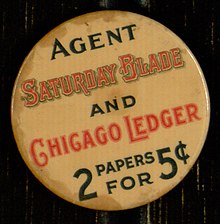 AGENT
SATURDAY BLADE
AND
CHICAGO LEDGER
2 PAPERS
FOR 5¢